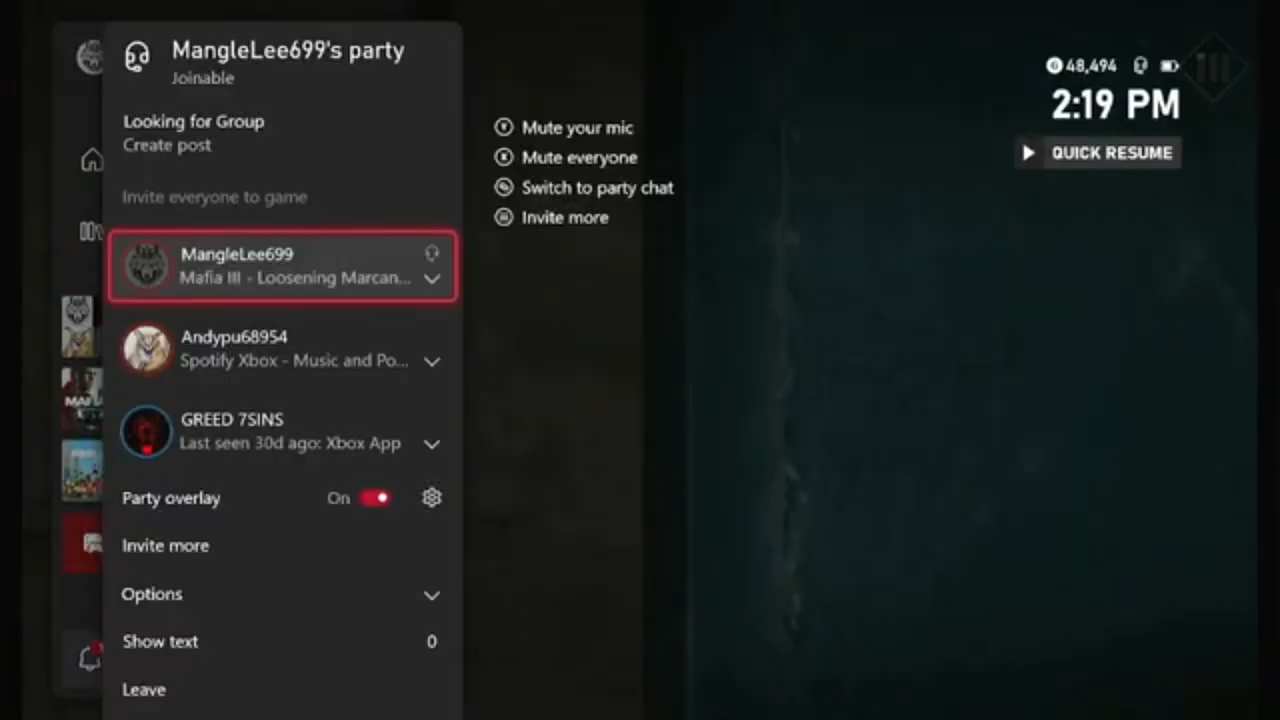 MangleLee699's party
Joinable
Looking for Group
Create post
Invite everyone to game
MangleLee699
Mafia III - Loosening Marcan...
Andypu68954
Spotify Xbox - Music and Po...
GREED 7SINS
Last seen 30d ago: Xbox App
Party overlay On
Invite more
Options
Show text 0
Leave
Mute your mic
Mute everyone
Switch to party chat
Invite more
48,494
2:19 PM
QUICK RESUME